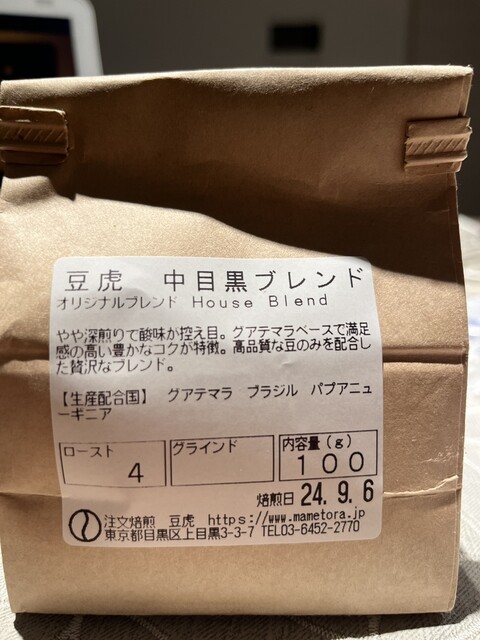 豆虎　中目黒ブレンド
オリジナルブレンド House Blend
やや深煎りで酸味が控え目。グアテマラベースで満足
感の高い豊かなコクが特徴。高品質な豆のみを配合し
た贅沢なブレンド。
【生産配合国】　グアテマラ　ブラジル　パプアニュ
ーギニア
ロースト 4 グラインド 内容量(g) 100
焙煎日 24.9.6
注文焙煎　豆虎　https://www.mametora.jp
東京都目黒区上目黒3-3-7 TEL03-6452-2770